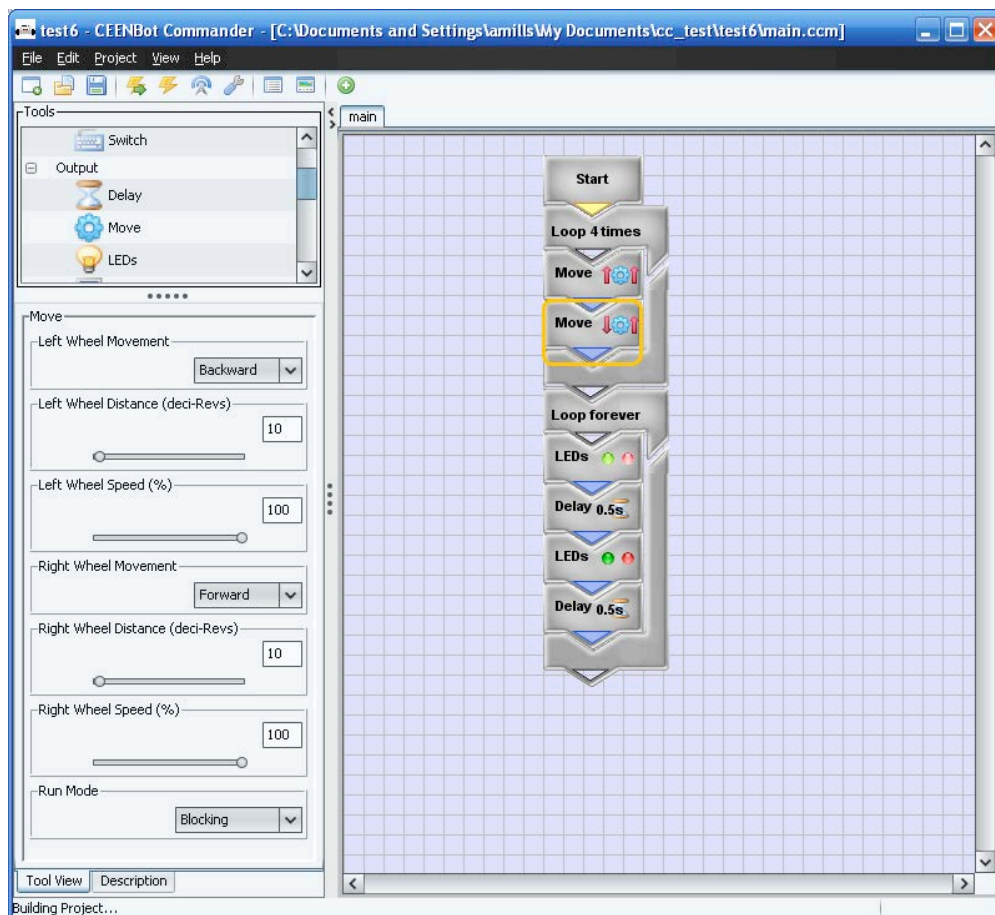 test6 - CEENBot Commander - [C:\Documents and Settings\amills\My Documents\cc_test\test6\main.ccm]
File Edit Project View Help
Tools
Switch
Output
Delay
Move
LEDs
Move
Left Wheel Movement
Backward
Left Wheel Distance (deci-Revs)
10
Left Wheel Speed (%)
100
Right Wheel Movement
Forward
Right Wheel Distance (deci-Revs)
10
Right Wheel Speed (%)
100
Run Mode
Blocking
Tool View Description
Building Project...
main
Start
Loop 4 times
Move
Move
Loop forever
LEDs
Delay 0.5s
LEDs
Delay 0.5s